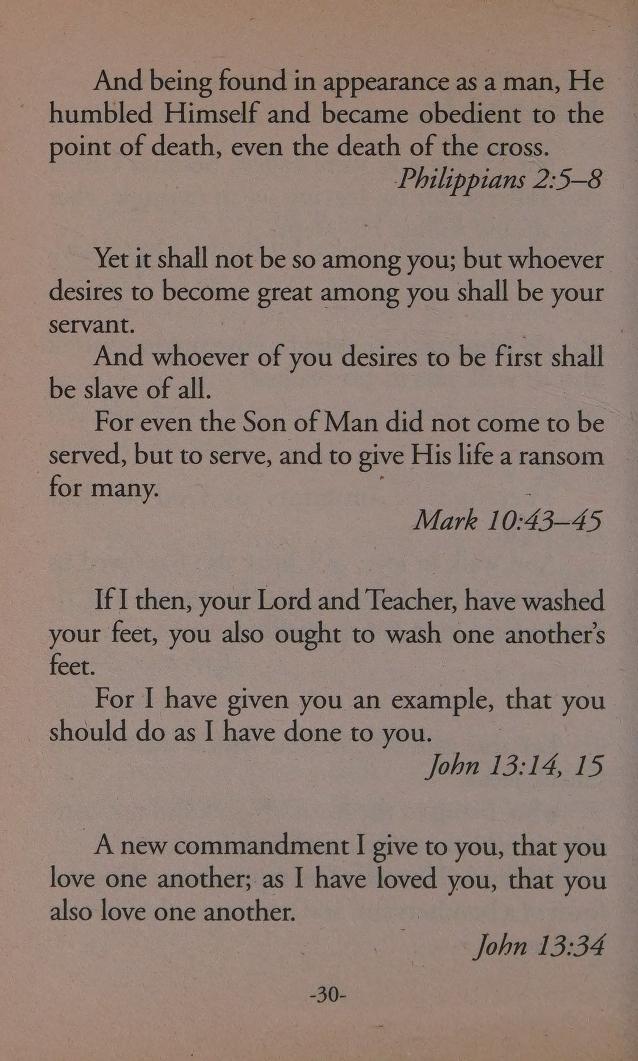 And being found in appearance as a man, He
humbled Himself and became obedient to the
point of death, even the death of the cross.
Philippians 2:5–8
Yet it shall not be so among you; but whoever
desires to become great among you shall be your
servant.
And whoever of you desires to be first shall
be slave of all.
For even the Son of Man did not come to be
served, but to serve, and to give His life a ransom
for many.
Mark 10:43–45
If I then, your Lord and Teacher, have washed
your feet, you also ought to wash one another's
feet.
For I have given you an example, that you
should do as I have done to you.
John 13:14, 15
A new commandment I give to you, that you
love one another; as I have loved you, that you
also love one another.
John 13:34
-30-